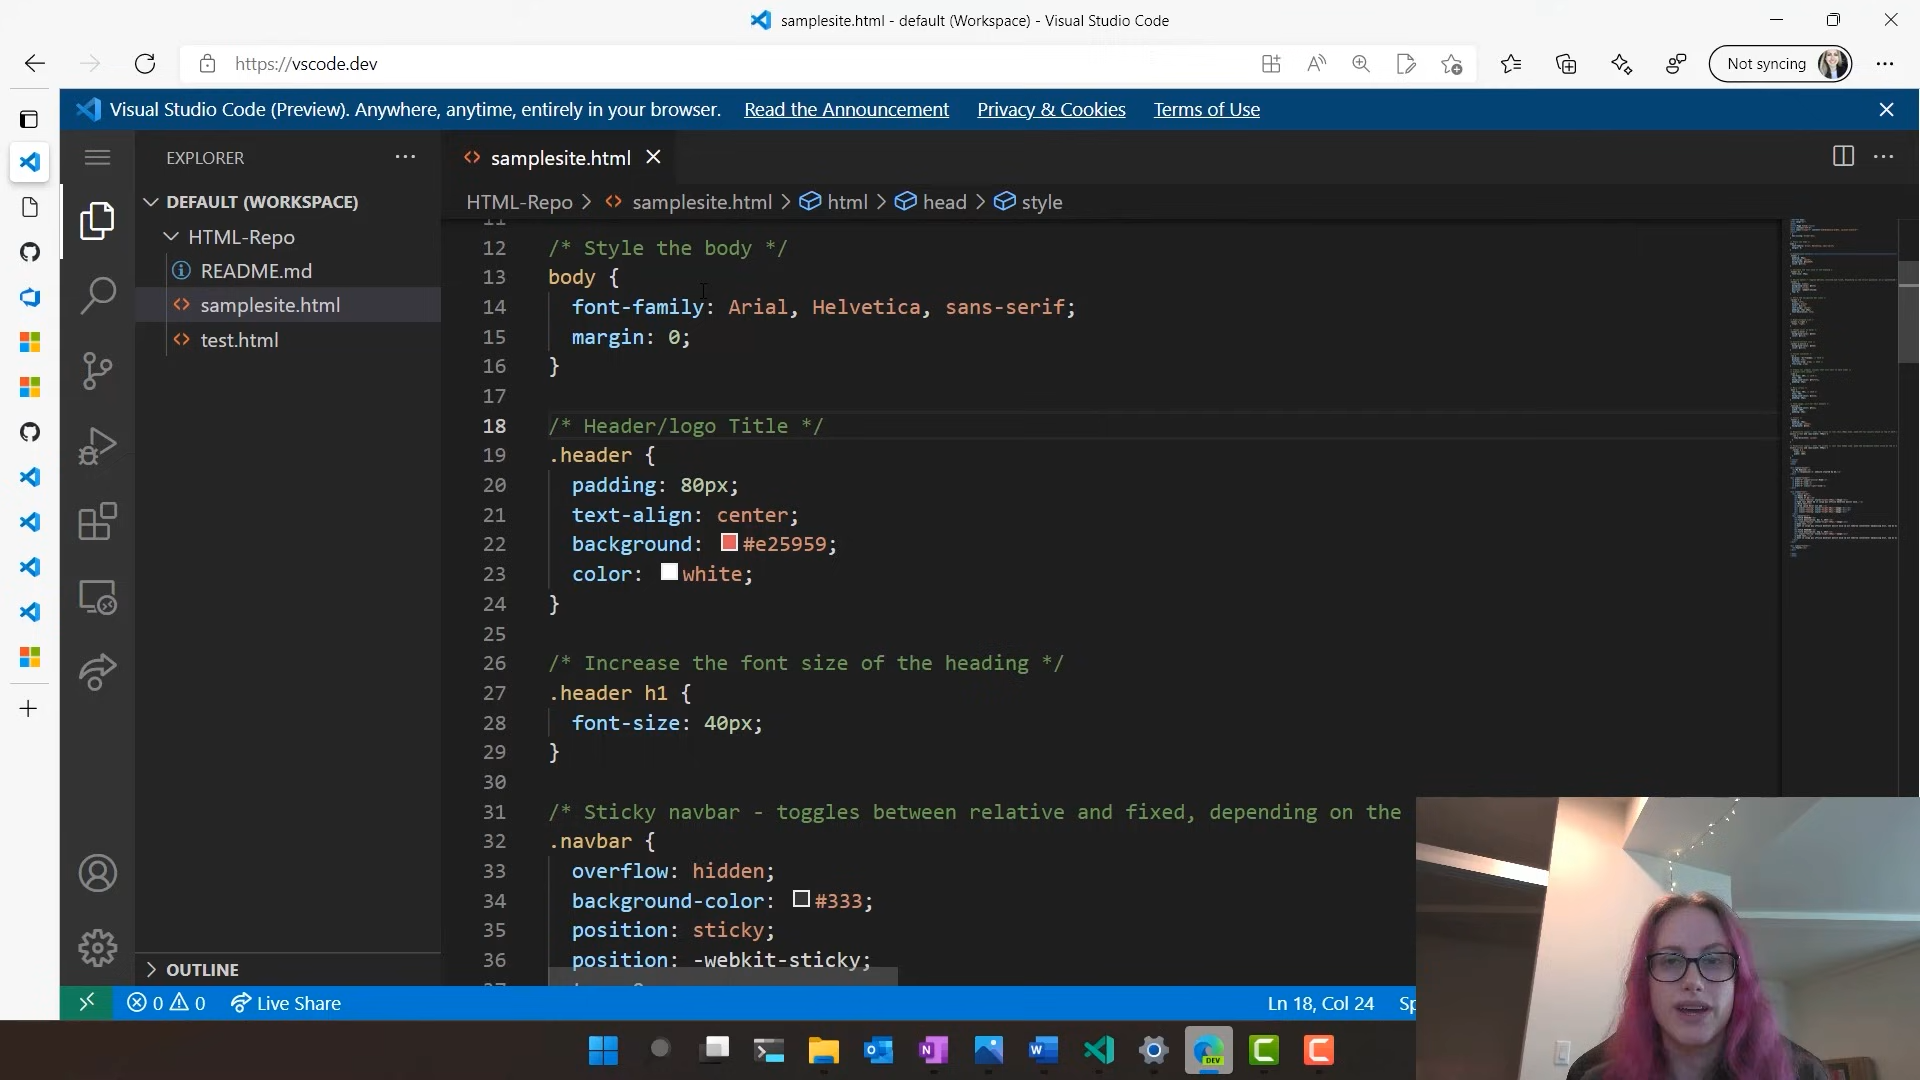 samplesite.html - default (Workspace) - Visual Studio Code
https://vscode.dev
Not syncing
Visual Studio Code (Preview). Anywhere, anytime, entirely in your browser. Read the Announcement Privacy & Cookies Terms of Use
EXPLORER
samplesite.html
DEFAULT (WORKSPACE)
HTML-Repo > samplesite.html > html > head > style
HTML-Repo
README.md
samplesite.html
test.html
11
12 /* Style the body */
13 body {
14 font-family: Arial, Helvetica, sans-serif;
15 margin: 0;
16 }
17
18 /* Header/logo Title */
19 .header {
20 padding: 80px;
21 text-align: center;
22 background: #e25959;
23 color: white;
24 }
25
26 /* Increase the font size of the heading */
27 .header h1 {
28 font-size: 40px;
29 }
30
31 /* Sticky navbar - toggles between relative and fixed, depending on the
32 .navbar {
33 overflow: hidden;
34 background-color: #333;
35 position: sticky;
36 position: -webkit-sticky;
OUTLINE
0 0 Live Share
Ln 18, Col 24 Sp
DEV